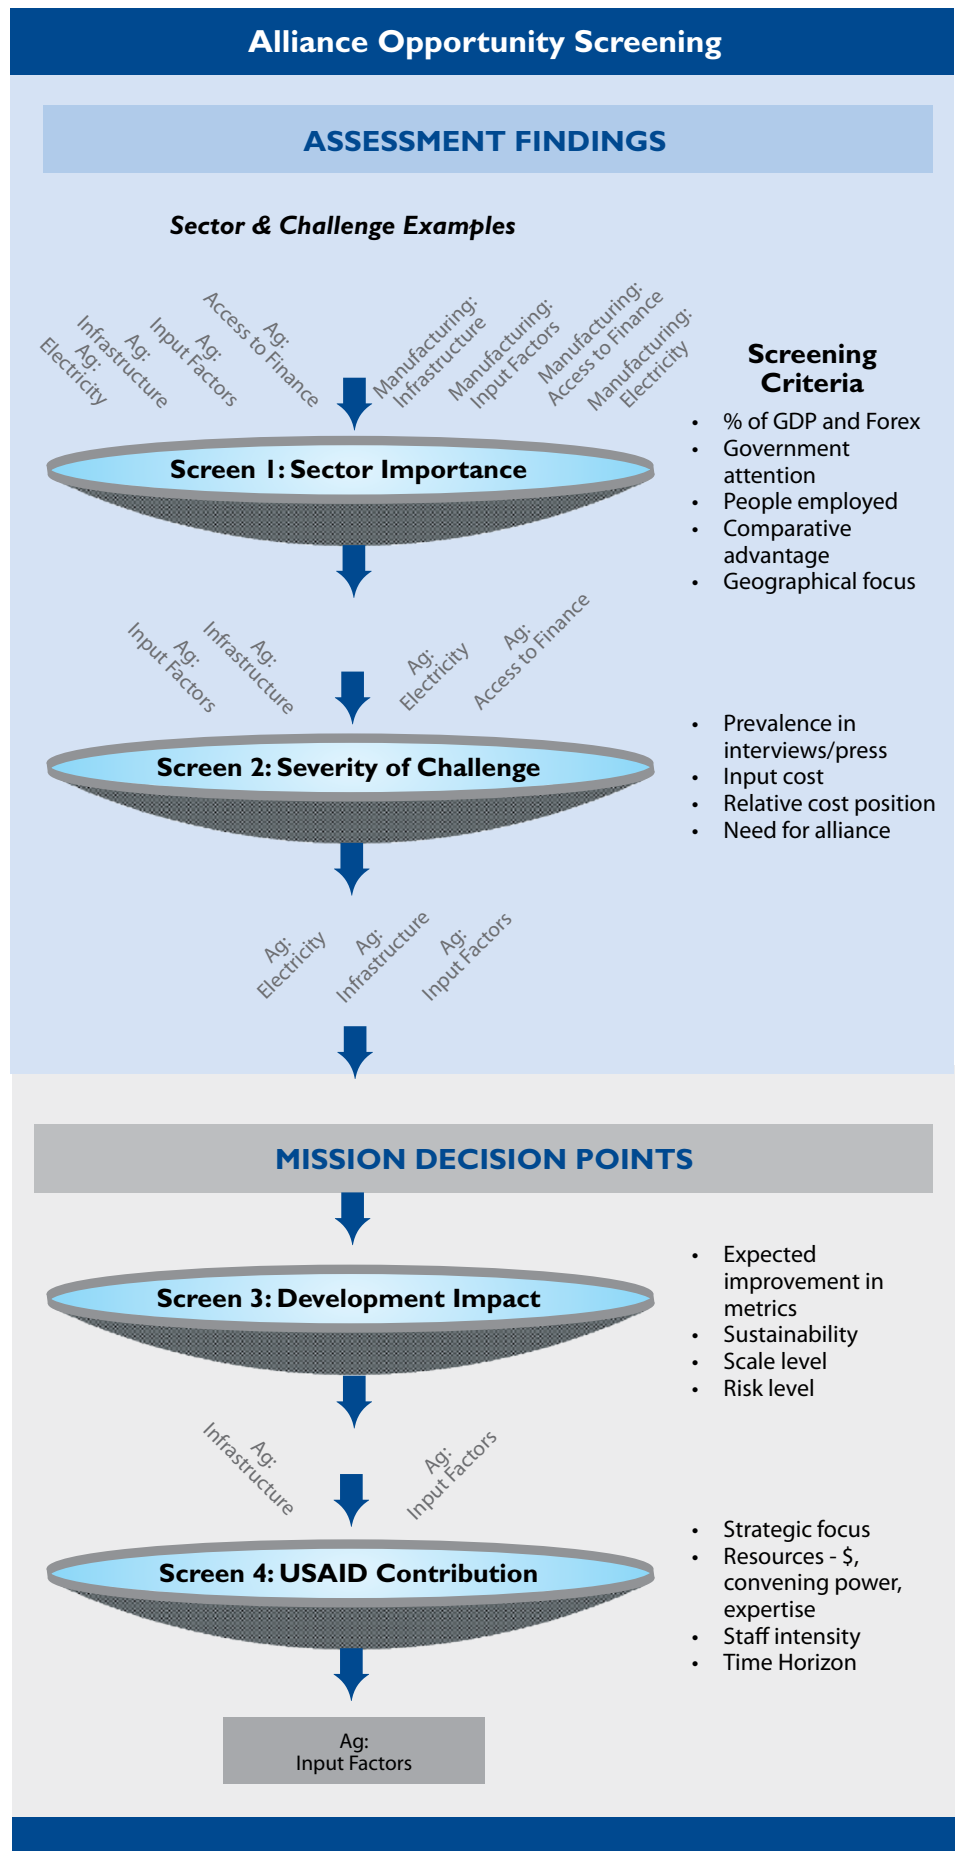 Alliance Opportunity Screening
ASSESSMENT FINDINGS
Sector & Challenge Examples
Ag:
Electricity
Ag:
Infrastructure
Ag:
Input Factors
Ag:
Access to Finance
Manufacturing:
Infrastructure
Manufacturing:
Input Factors
Manufacturing:
Access to Finance
Manufacturing:
Electricity
Screening
Criteria
Screen 1: Sector Importance
• % of GDP and Forex
• Government
attention
• People employed
• Comparative
advantage
• Geographical focus
Ag:
Input Factors
Ag:
Infrastructure
Ag:
Electricity
Ag:
Access to Finance
Screen 2: Severity of Challenge
• Prevalence in
interviews/press
• Input cost
• Relative cost position
• Need for alliance
Ag:
Electricity
Ag:
Infrastructure
Ag:
Input Factors
MISSION DECISION POINTS
Screen 3: Development Impact
• Expected
improvement in
metrics
• Sustainability
• Scale level
• Risk level
Ag:
Infrastructure
Ag:
Input Factors
Screen 4: USAID Contribution
• Strategic focus
• Resources - $,
convening power,
expertise
• Staff intensity
• Time Horizon
Ag:
Input Factors